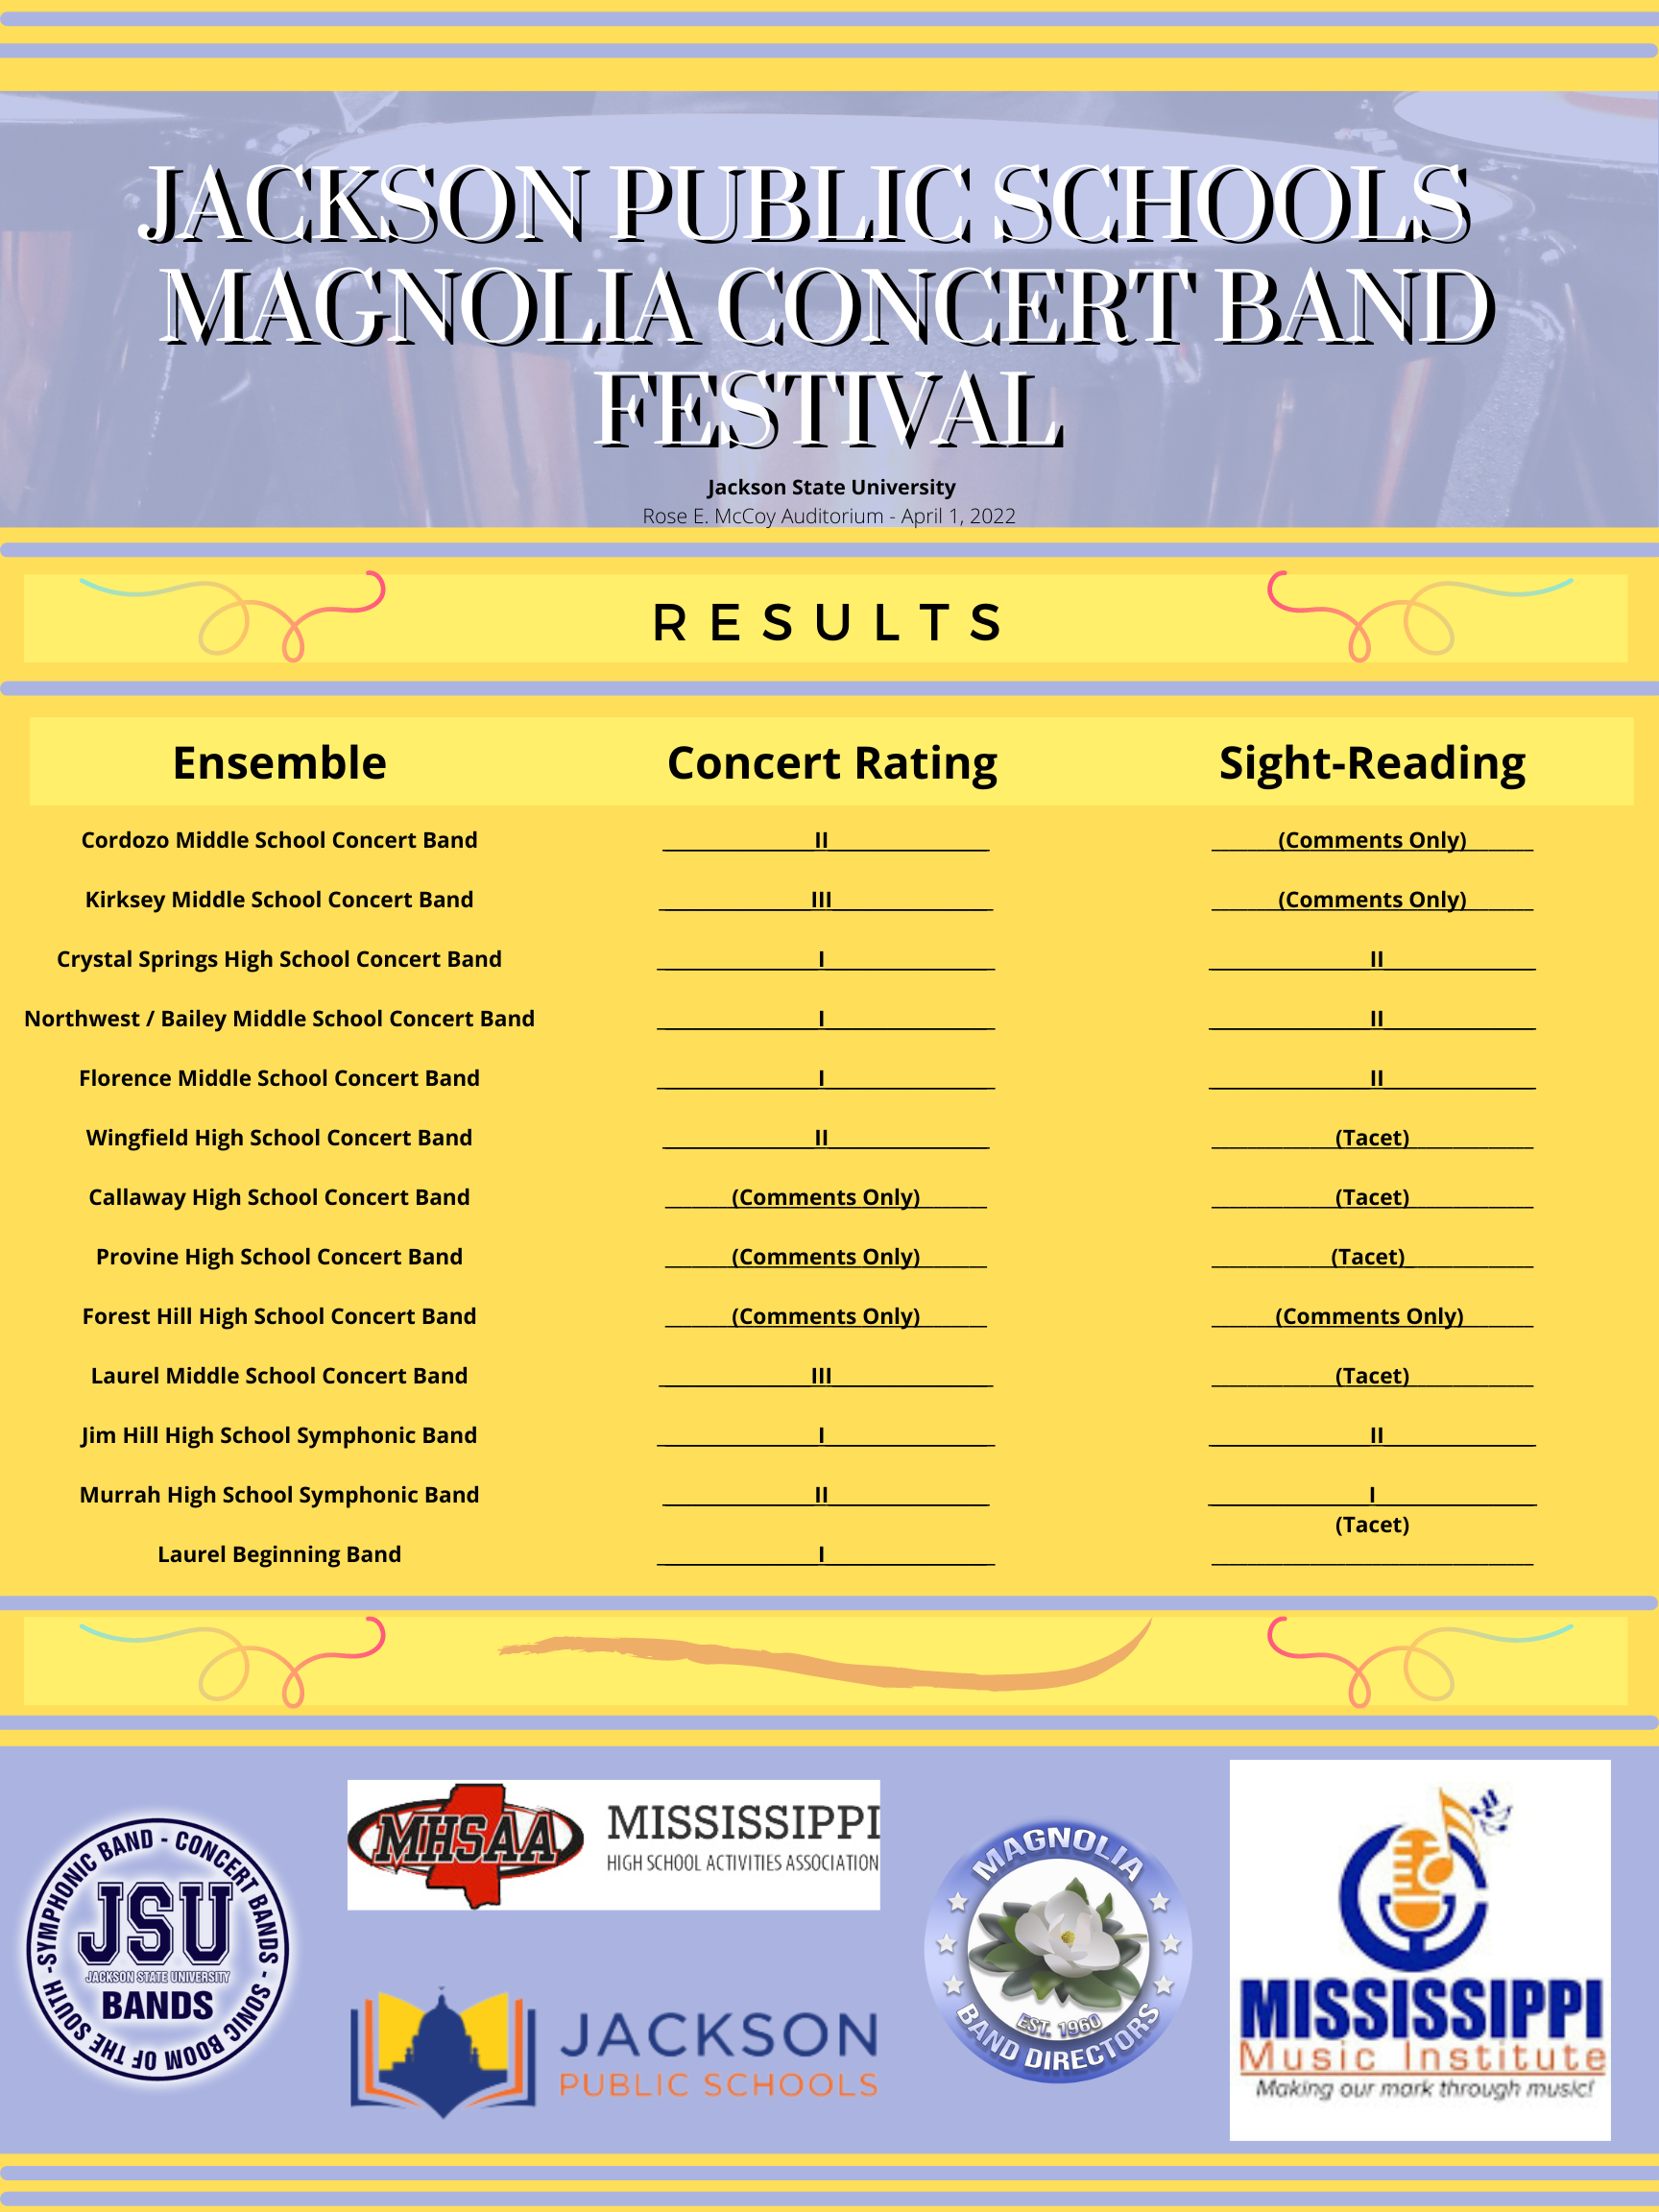 JACKSON PUBLIC SCHOOLS
MAGNOLIA CONCERT BAND
FESTIVAL
Jackson State University
Rose E. McCoy Auditorium - April 1, 2022
RESULTS
Ensemble Concert Rating Sight-Reading
Cordozo Middle School Concert Band II (Comments Only)
Kirksey Middle School Concert Band III (Comments Only)
Crystal Springs High School Concert Band I II
Northwest / Bailey Middle School Concert Band I II
Florence Middle School Concert Band I II
Wingfield High School Concert Band II (Tacet)
Callaway High School Concert Band (Comments Only) (Tacet)
Provine High School Concert Band (Comments Only) (Tacet)
Forest Hill High School Concert Band (Comments Only) (Comments Only)
Laurel Middle School Concert Band III (Tacet)
Jim Hill High School Symphonic Band I II
Murrah High School Symphonic Band II I
(Tacet)
Laurel Beginning Band I
SYMPHONIC BAND - CONCERT BANDS - SONIC BOOM OF THE SOUTH -
JSU
JACKSON STATE UNIVERSITY
BANDS
MHSAA
MISSISSIPPI
HIGH SCHOOL ACTIVITIES ASSOCIATION
JACKSON
PUBLIC SCHOOLS
MAGNOLIA
EST. 1960
BAND DIRECTORS
MISSISSIPPI
Music Institute
Making our mark through music!